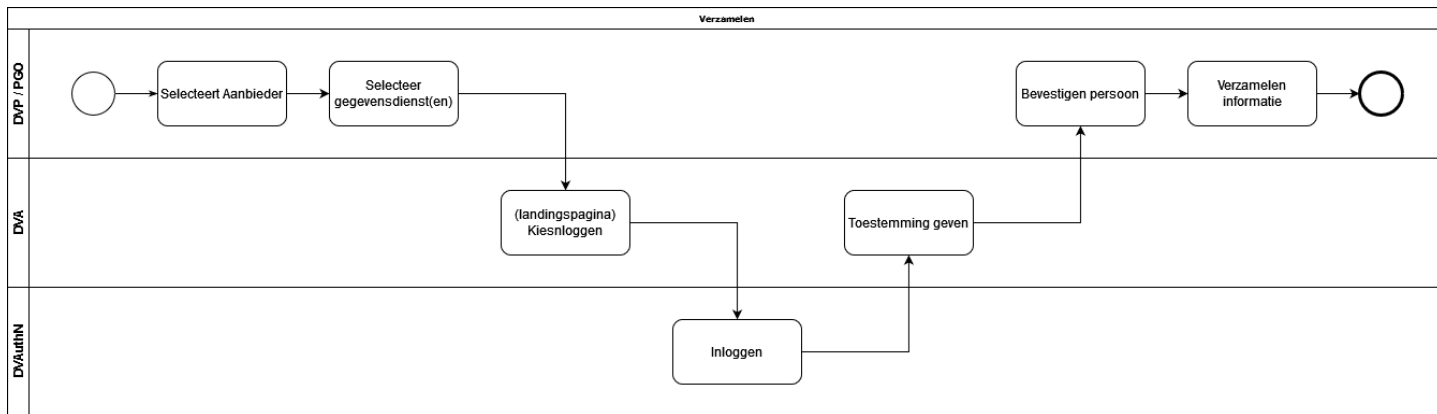 Verzamelen
DVP / PGO
Selecteert Aanbieder
Selecteer
gegevensdienst(en)
Bevestigen persoon
Verzamelen
informatie
DVA
(landingspagina)
Kiesnloggen
Toestemming geven
DVAuthN
Inloggen